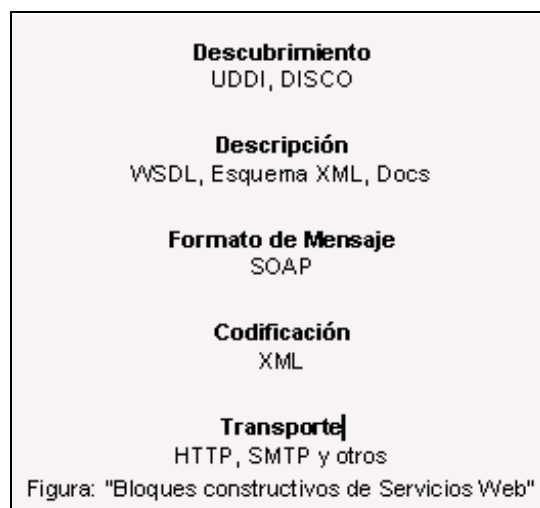 Descubrimiento
UDDI, DISCO
Descripción
WSDL, Esquema XML, Docs
Formato de Mensaje
SOAP
Codificación
XML
Transporte
HTTP, SMTP y otros
Figura: "Bloques constructivos de Servicios Web"